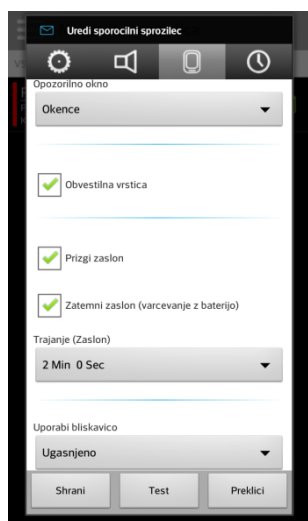 Uredi sporocilni sprozilec
Opozorilno okno
Okence
Obvestilna vrstica
Prizgi zaslon
Zatemni zaslon (varcevanje z baterijo)
Trajanje (Zaslon)
2 Min 0 Sec
Uporabi bliskavico
Ugasnjeno
Shrani Test Preklici